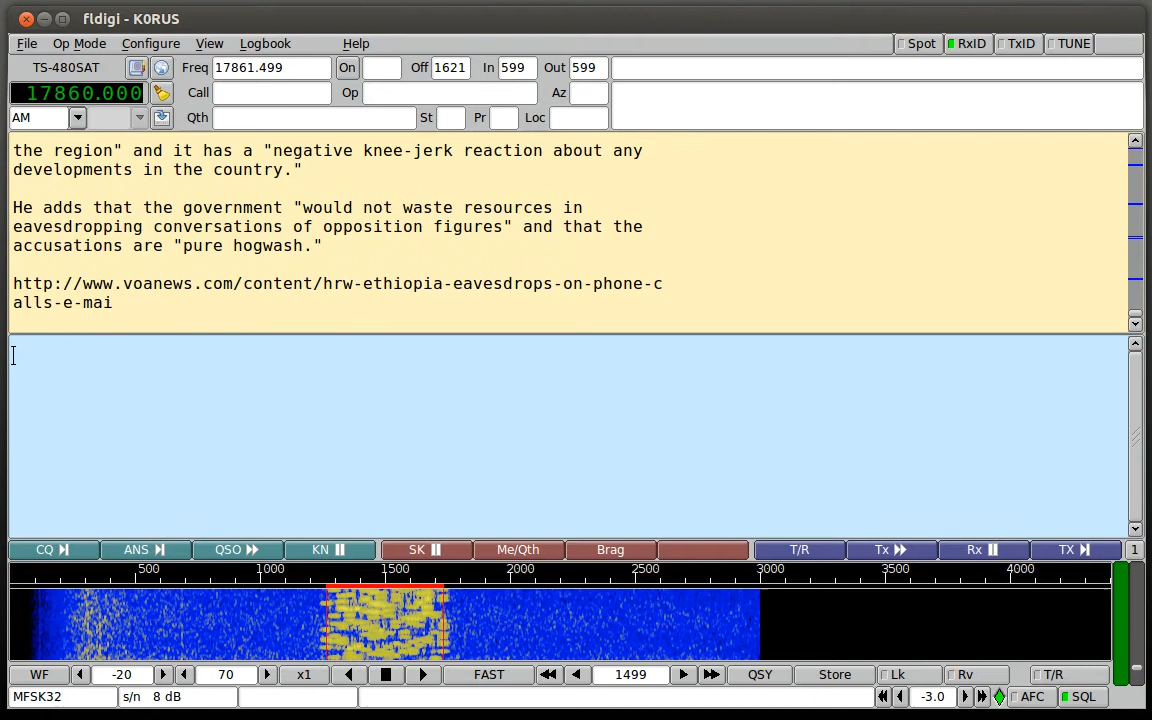 fldigi - K0RUS
File Op Mode Configure View Logbook Help Spot RxID TxID TUNE
TS-480SAT Freq 17861.499 On Off 1621 In 599 Out 599
17860.000 Call Op Az
AM Qth St Pr Loc
the region" and it has a "negative knee-jerk reaction about any
developments in the country."
He adds that the government "would not waste resources in
eavesdropping conversations of opposition figures" and that the
accusations are "pure hogwash."
http://www.voanews.com/content/hrw-ethiopia-eavesdrops-on-phone-c
alls-e-mai
CQ ANS QSO KN SK Me/Qth Brag T/R Tx Rx TX 1
500 1000 1500 2000 2500 3000 3500 4000
WF -20 70 x1 FAST 1499 QSY Store Lk Rv T/R
MFSK32 s/n 8 dB -3.0 AFC SQL